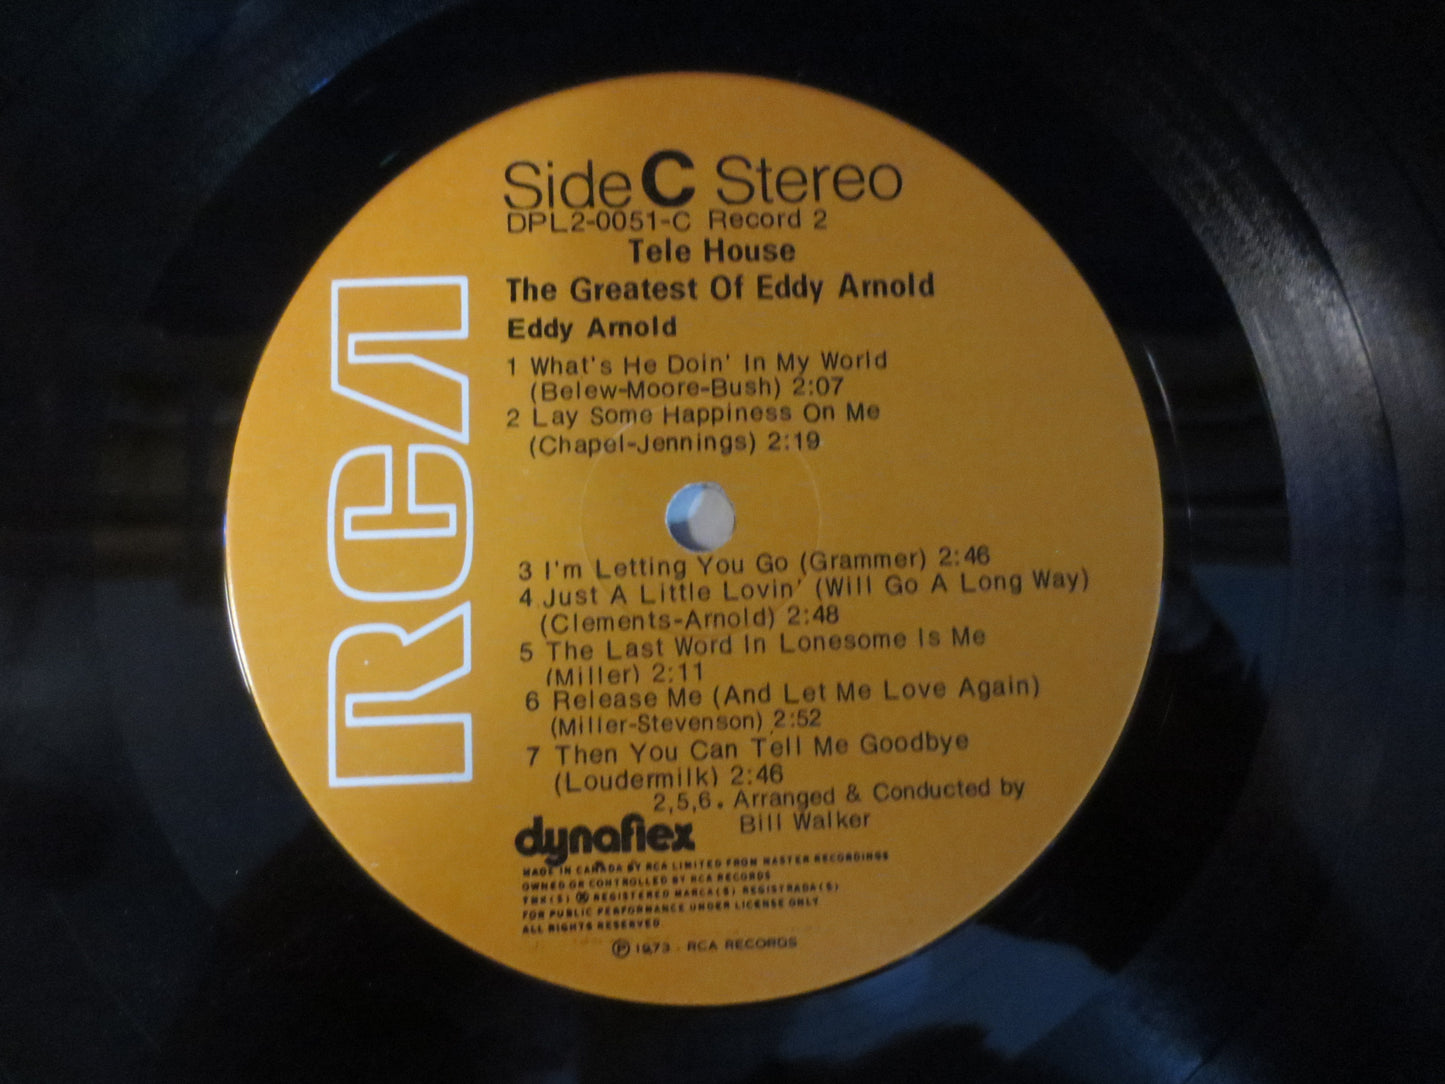 RCA
Side C Stereo
DPL2-0051-C Record 2
Tele House
The Greatest Of Eddy Arnold
Eddy Arnold
1 What's He Doin' In My World
(Belew-Moore-Bush) 2:07
2 Lay Some Happiness On Me
(Chapel-Jennings) 2:19
3 I'm Letting You Go (Grammer) 2:46
4 Just A Little Lovin' (Will Go A Long Way)
(Clements-Arnold) 2:48
5 The Last Word In Lonesome Is Me
(Miller) 2:11
6 Release Me (And Let Me Love Again)
(Miller-Stevenson) 2:52
7 Then You Can Tell Me Goodbye
(Loudermilk) 2:46
2,5,6. Arranged & Conducted by
Bill Walker
dynaflex
MADE IN CANADA BY RCA LIMITED FROM MASTER RECORDINGS
OWNED OR CONTROLLED BY RCA RECORDS
TMK(S) ® REGISTERED MARCA(S) REGISTRADA(S)
FOR PUBLIC PERFORMANCE UNDER LICENSE ONLY
ALL RIGHTS RESERVED
℗ 1973 . RCA RECORDS